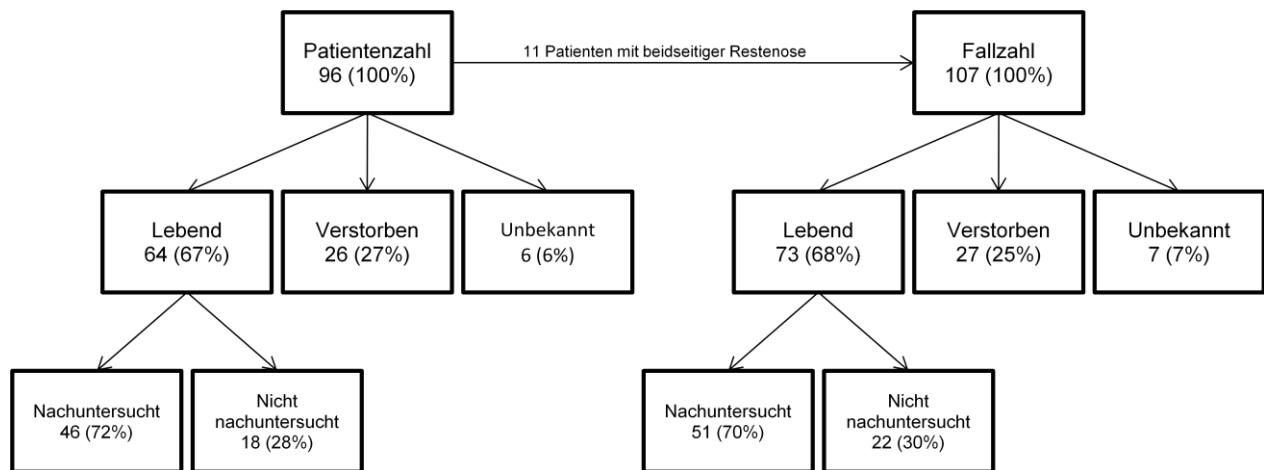 Patientenzahl
96 (100%)
11 Patienten mit beidseitiger Restenose
Fallzahl
107 (100%)
Lebend
64 (67%)
Verstorben
26 (27%)
Unbekannt
6 (6%)
Lebend
73 (68%)
Verstorben
27 (25%)
Unbekannt
7 (7%)
Nachuntersucht
46 (72%)
Nicht
nachuntersucht
18 (28%)
Nachuntersucht
51 (70%)
Nicht
nachuntersucht
22 (30%)